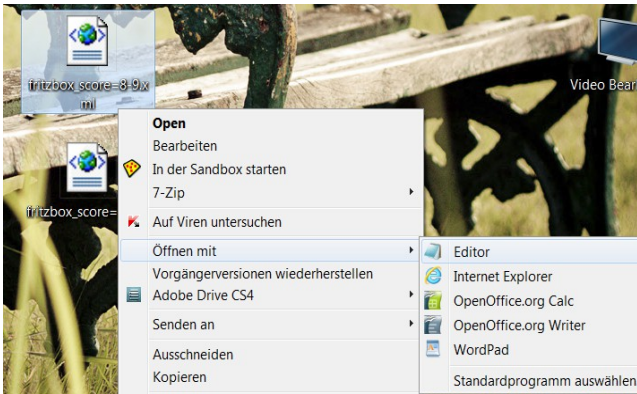 fritzbox_score=8-9.x
ml
Video Bear
fritzbox_score=
Open
Bearbeiten
In der Sandbox starten
7-Zip
Auf Viren untersuchen
Öffnen mit
Vorgängerversionen wiederherstellen
Adobe Drive CS4
Senden an
Ausschneiden
Kopieren
Editor
Internet Explorer
OpenOffice.org Calc
OpenOffice.org Writer
WordPad
Standardprogramm auswählen